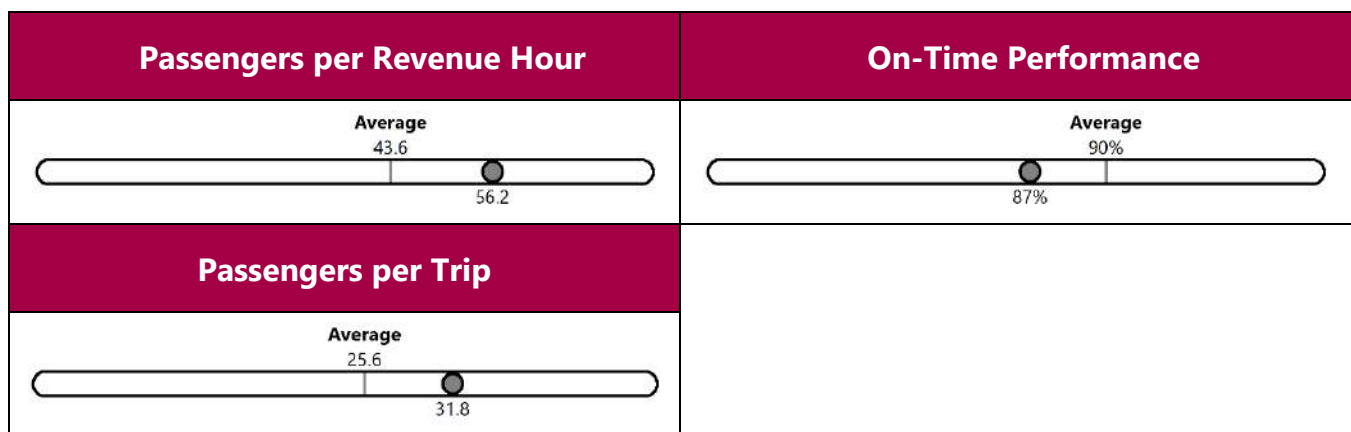 Passengers per Revenue Hour
On-Time Performance
Average
43.6
56.2
Average
90%
87%
Passengers per Trip
Average
25.6
31.8